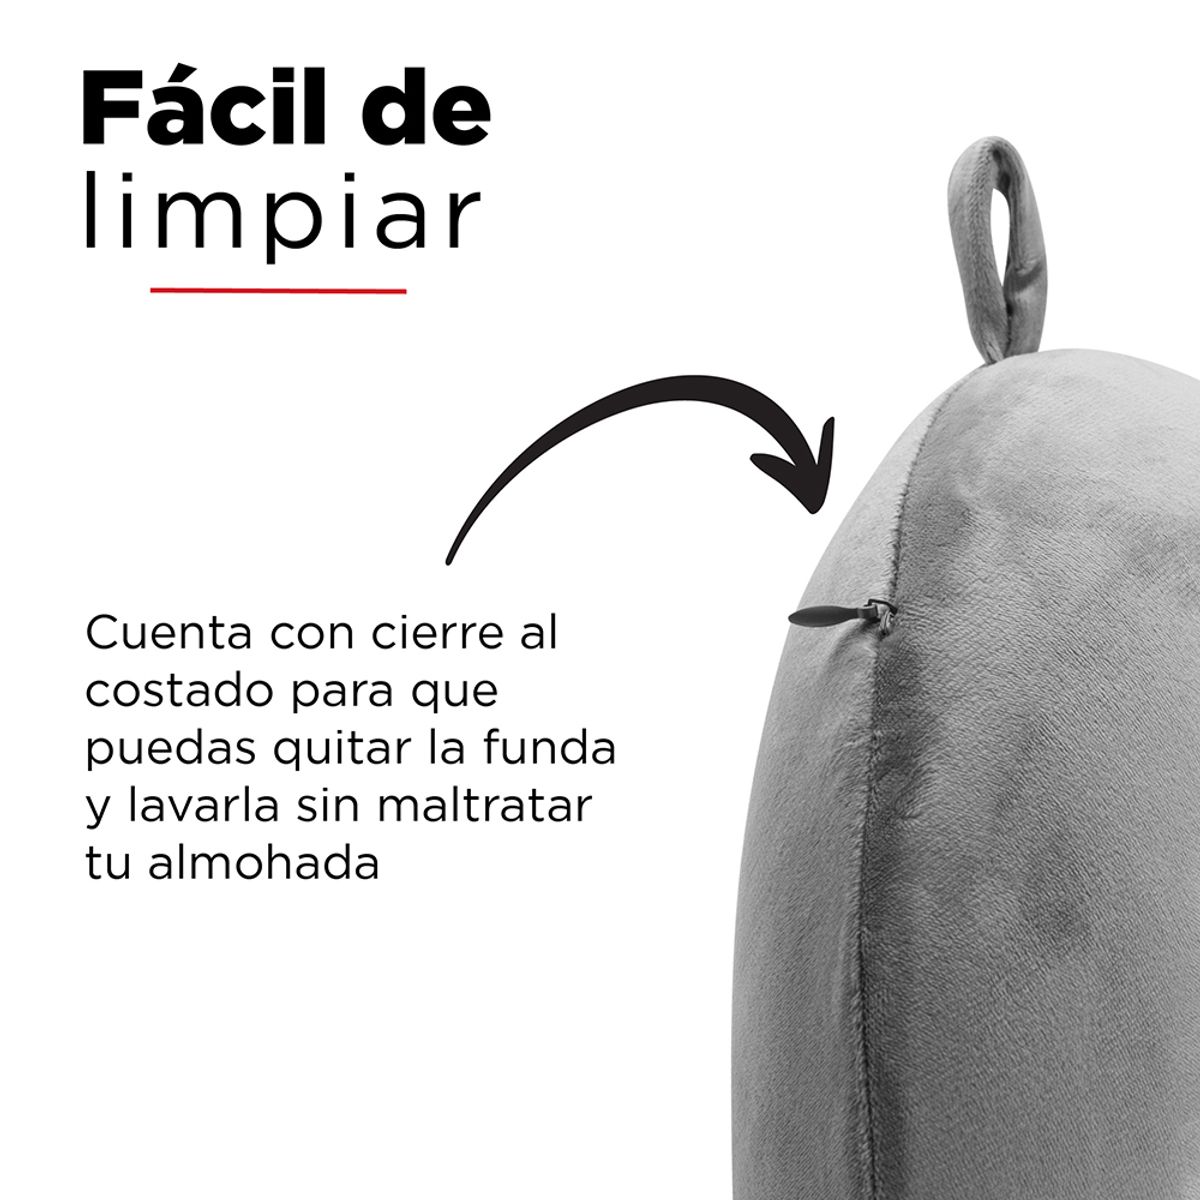 Fácil de
limpiar
Cuenta con cierre al
costado para que
puedas quitar la funda
y lavarla sin maltratar
tu almohada